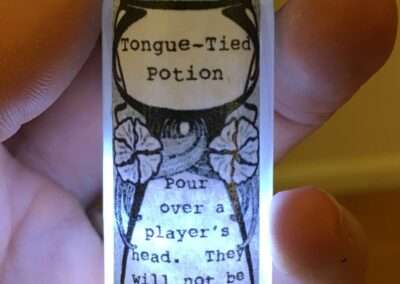 Tongue-Tied
Potion
Pour
over a
player's
head. They
will not be